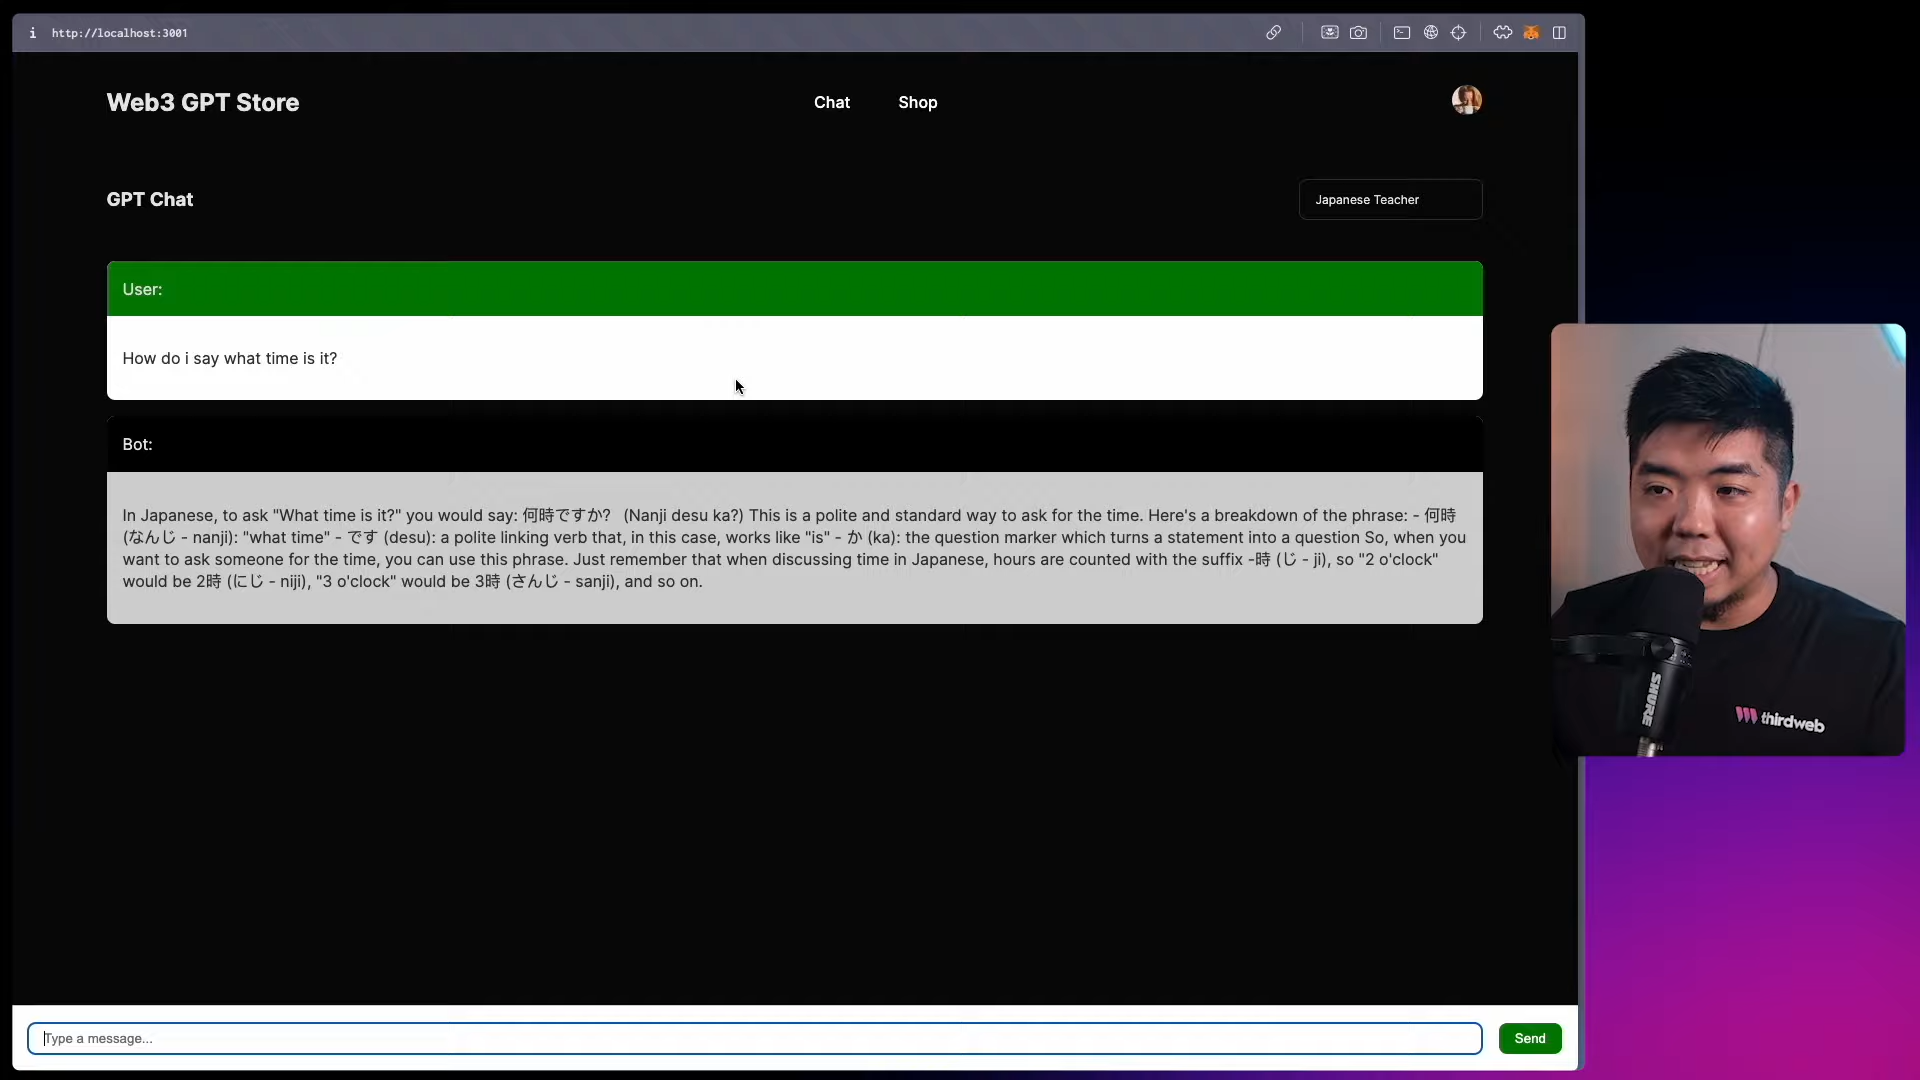 i http://localhost:3001
Web3 GPT Store
Chat
Shop
GPT Chat
Japanese Teacher
User:
How do i say what time is it?
Bot:
In Japanese, to ask "What time is it?" you would say: 何時ですか？ (Nanji desu ka?) This is a polite and standard way to ask for the time. Here's a breakdown of the phrase: - 何時
(なんじ - nanji): "what time" - です (desu): a polite linking verb that, in this case, works like "is" - か (ka): the question marker which turns a statement into a question So, when you
want to ask someone for the time, you can use this phrase. Just remember that when discussing time in Japanese, hours are counted with the suffix -時 (じ - ji), so "2 o'clock"
would be 2時 (にじ - niji), "3 o'clock" would be 3時 (さんじ - sanji), and so on.
SHURE
thirdweb
Type a message...
Send